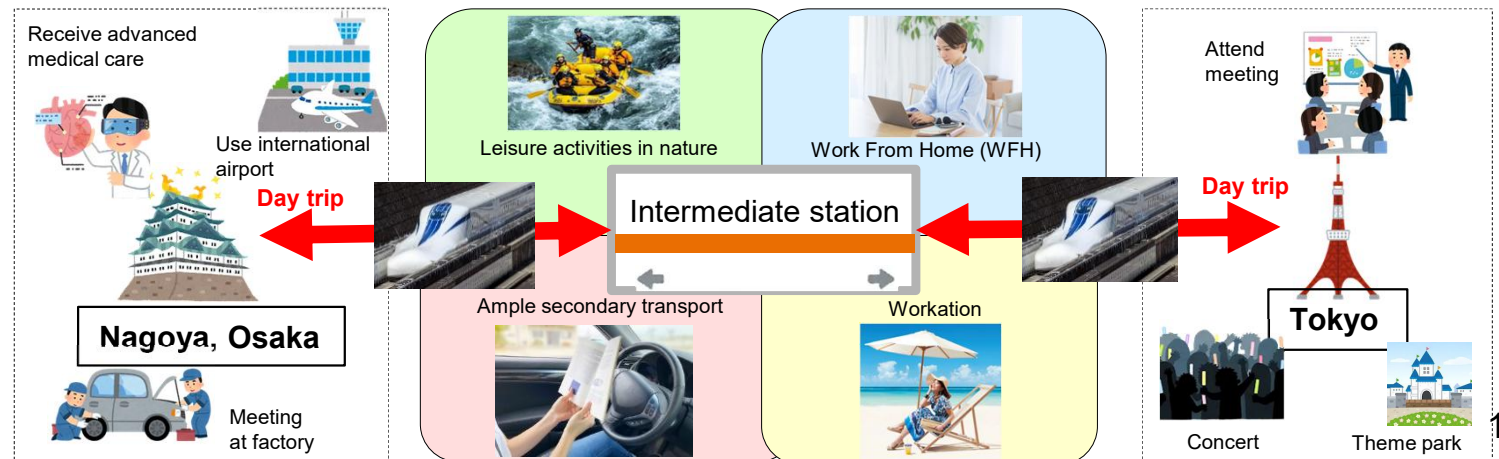 Receive advanced
medical care
Use international
airport
Day trip
Nagoya, Osaka
Meeting
at factory
Leisure activities in nature
Work From Home (WFH)
Intermediate station
Ample secondary transport
Workation
Attend
meeting
Day trip
Tokyo
Concert
Theme park
1